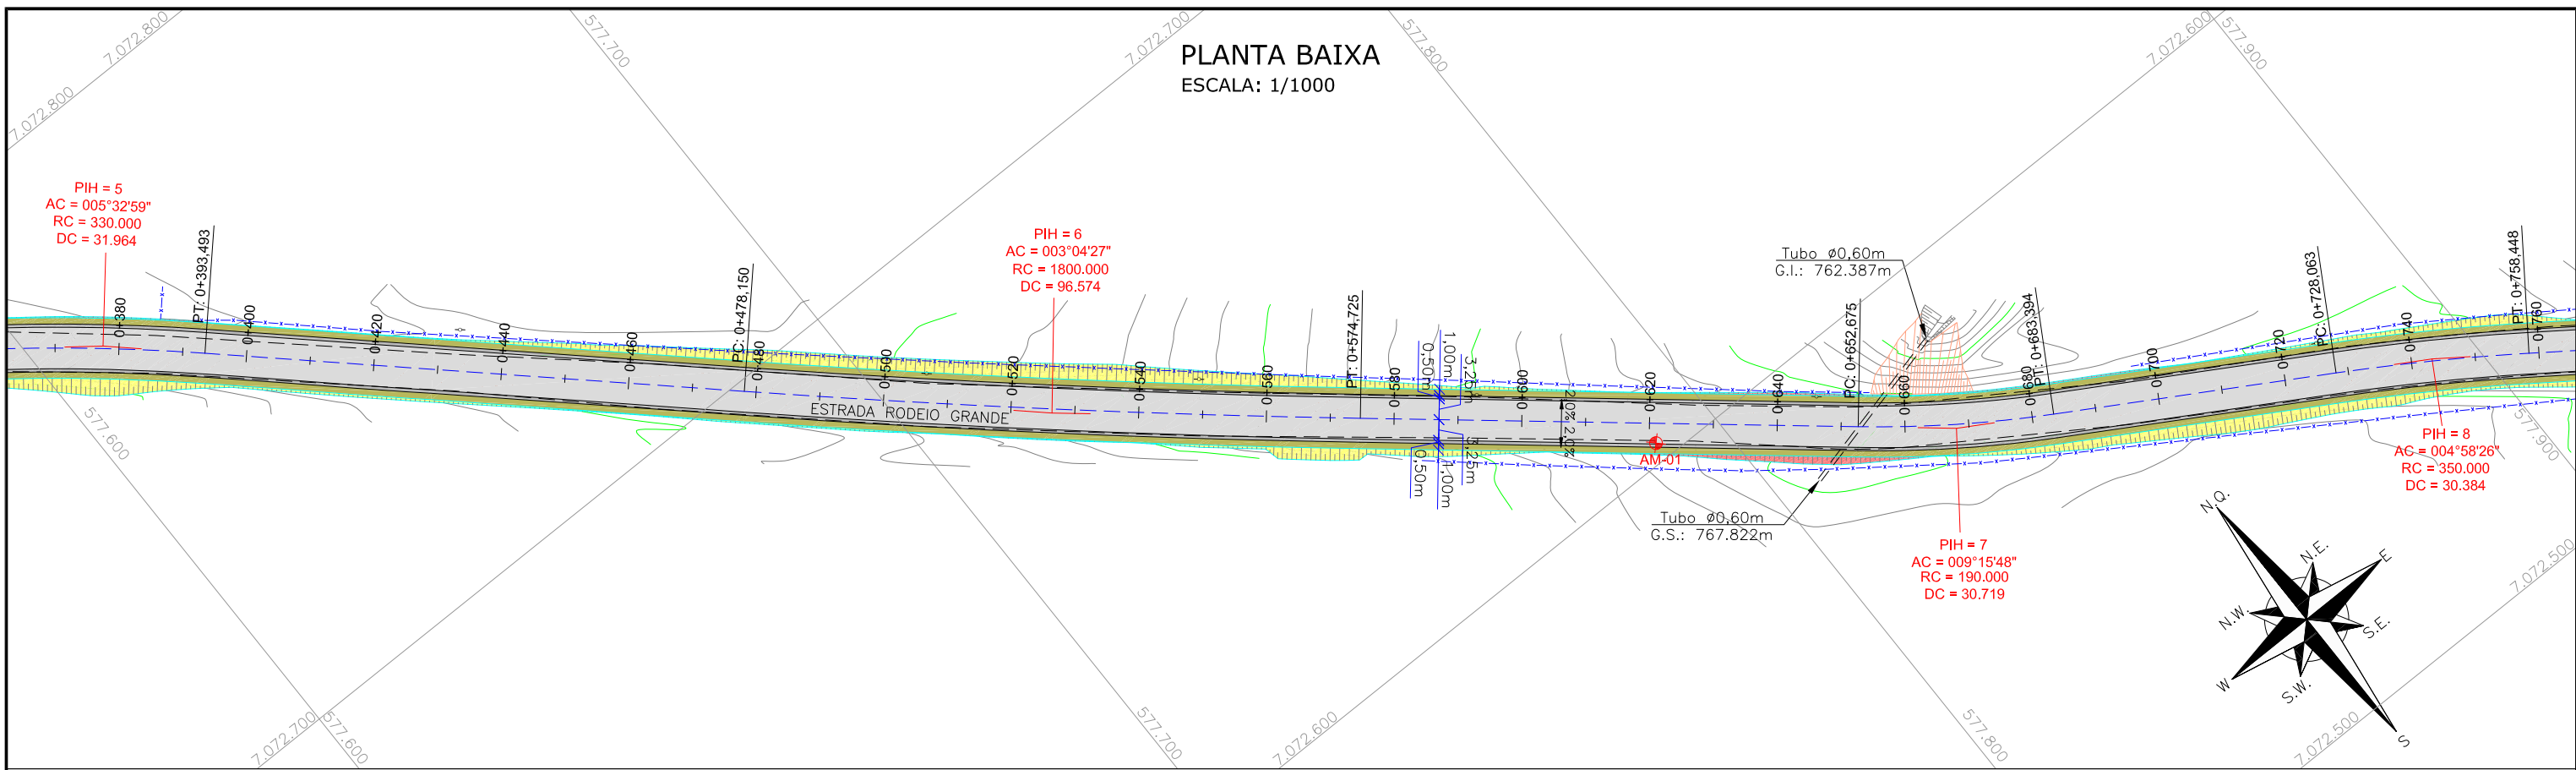 PLANTA BAIXA
ESCALA: 1/1000
7.072.800
7.072.800
577.700
7.072.700
577.800
7.072.600
577.900
PIH = 5
AC = 005°32'59"
RC = 330.000
DC = 31.964
PIH = 6
AC = 003°04'27"
RC = 1800.000
DC = 96.574
Tubo ø0,60m
G.I.: 762.387m
PT: 0+393,493
PC: 0+478,150
PT: 0+574,725
PC: 0+652,675
PT: 0+683,394
PC: 0+728,063
PT: 0+758,448
0+380
0+400
0+420
0+440
0+460
0+480
0+500
0+520
0+540
0+560
0+580
0+600
0+620
0+640
0+660
0+680
0+700
0+720
0+740
0+760
ESTRADA RODEIO GRANDE
0,50m
1,00m
3,25m
0,50m
1,00m
3,25m
2,0%
2,0%
AM-01
Tubo ø0,60m
G.S.: 767.822m
PIH = 7
AC = 009°15'48"
RC = 190.000
DC = 30.719
PIH = 8
AC = 004°58'26"
RC = 350.000
DC = 30.384
577.600
577.900
N.Q.
N.E.
E
N.W.
S.E.
W
S.W.
S
7.072.700
577.600
577.700
7.072.600
577.800
7.072.500
7.072.500